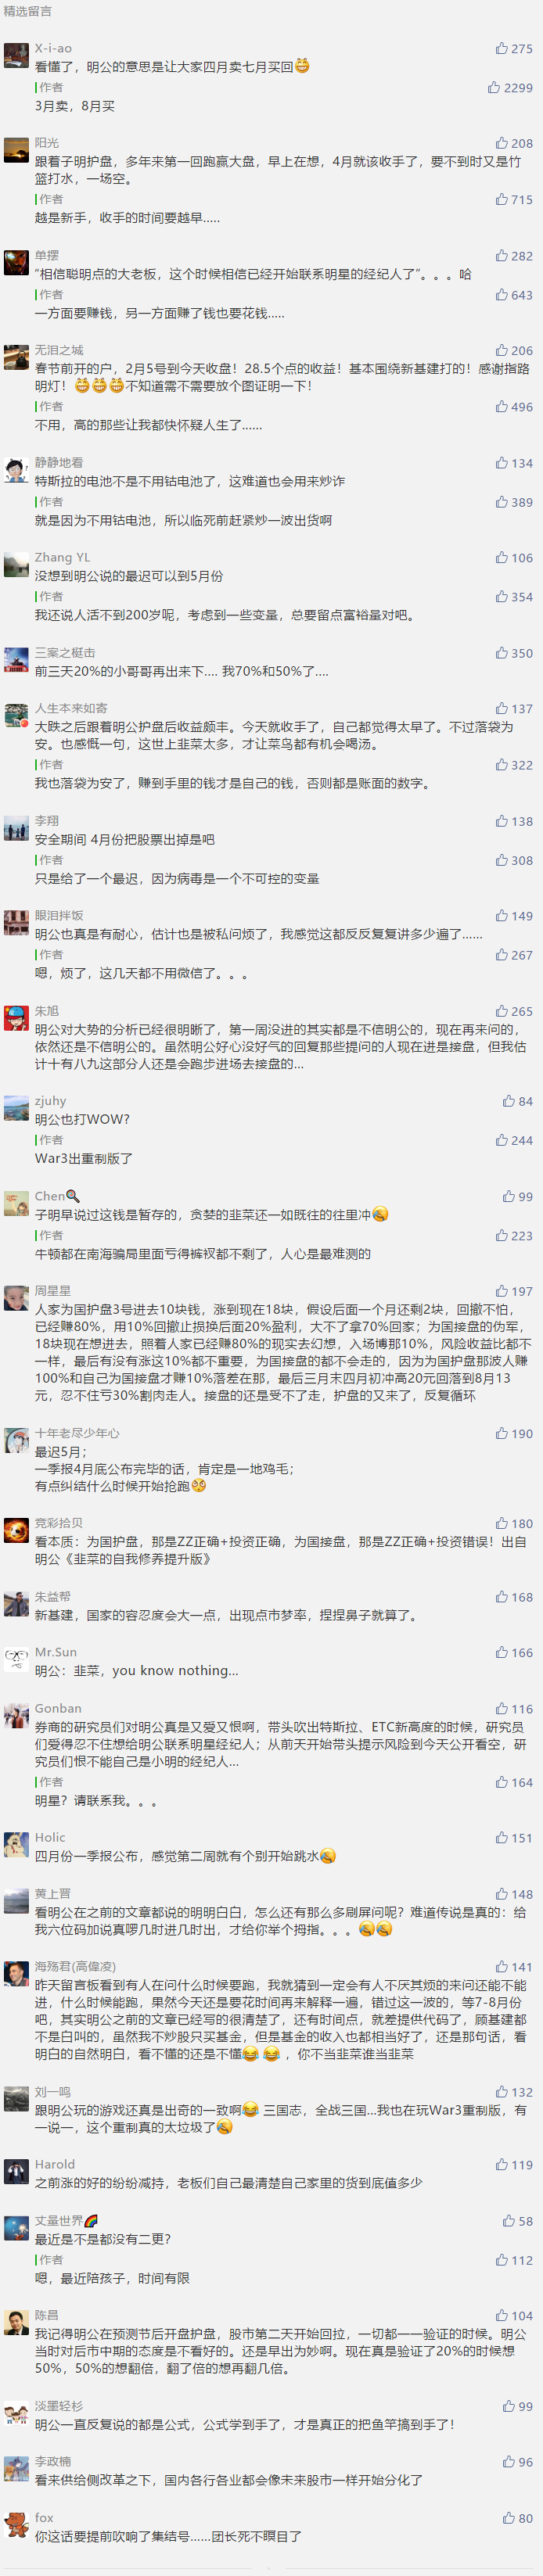 精选留言
X-i-ao 275
看懂了，明公的意思是让大家四月卖七月买回😁
作者 2299
3月卖，8月买
阳光 208
跟着子明护盘，多年来第一回跑赢大盘，早上在想，4月就该收手了，要不到时又是竹
篮打水，一场空。
作者 715
越是新手，收手的时间要越早.....
单摆 282
“相信聪明点的大老板，这个时候相信已经开始联系明星的经纪人了”。。。哈
作者 643
一方面要赚钱，另一方面赚了钱也要花钱.....
无泪之城 206
春节前开的户，2月5号到今天收盘！28.5个点的收益！基本围绕新基建打的！感谢指路
明灯！😁😁😁不知道需不需要放个图证明一下！
作者 496
不用，高的那些让我都快怀疑人生了......
静静地看 134
特斯拉的电池不是不用钴电池了，这难道也会用来炒诈
作者 389
就是因为不用钴电池，所以临死前赶紧炒一波出货啊
Zhang YL 106
没想到明公说的最迟可以到5月份
作者 354
我还说人活不到200岁呢，考虑到一些变量，总要留点富裕量对吧。
三案之梃击 350
前三天20%的小哥哥再出来下.... 我70%和50%了....
人生本来如寄 137
大跌之后跟着明公护盘后收益颇丰。今天就收手了，自己都觉得太早了。不过落袋为
安。也感慨一句，这世上韭菜太多，才让菜鸟都有机会喝汤。
作者 322
我也落袋为安了，赚到手里的钱才是自己的钱，否则都是账面的数字。
李翔 138
安全期间 4月份把股票出掉是吧
作者 308
只是给了一个最迟，因为病毒是一个不可控的变量
眼泪拌饭 149
明公也真是有耐心，估计也是被私问烦了，我感觉这都反反复复讲多少遍了......
作者 267
嗯，烦了，这几天都不用微信了。。。
朱旭 265
明公对大势的分析已经很明晰了，第一周没进的其实都是不信明公的，现在再来问的，
依然还是不信明公的。虽然明公好心没好气的回复那些提问的人现在进是接盘，但我估
计十有八九这部分人还是会跑步进场去接盘的...
zjuhy 84
明公也打WOW？
作者 244
War3出重制版了
Chen🔍 99
子明早说过这钱是暂存的，贪婪的韭菜还一如既往的往里冲🤣
作者 223
牛顿都在南海骗局里面亏得裤衩都不剩了，人心是最难测的
周星星 197
人家为国护盘3号进去10块钱，涨到现在18块，假设后面一个月还剩2块，回撤不怕，
已经赚80%，用10%回撤止损换后面20%盈利，大不了拿70%回家；为国接盘的伪军，
18块现在想进去，照着人家已经赚80%的现实去幻想，入场博那10%，风险收益比都不
一样，最后有没有涨这10%都不重要，为国接盘的都不会走的，因为为国护盘那波人赚
100%和自己为国接盘才赚10%落差在那，最后三月末四月初冲高20元回落到8月13
元，忍不住亏30%割肉走人。接盘的还是受不了走，护盘的又来了，反复循环
十年老尽少年心 190
最迟5月；
一季报4月底公布完毕的话，肯定是一地鸡毛；
有点纠结什么时候开始抢跑🙄
竞彩拾贝 180
看本质：为国护盘，那是ZZ正确+投资正确，为国接盘，那是ZZ正确+投资错误！出自
明公《韭菜的自我修养提升版》
朱益帮 168
新基建，国家的容忍度会大一点，出现点市梦率，捏捏鼻子就算了。
Mr.Sun 166
明公：韭菜，you know nothing...
Gonban 116
券商的研究员们对明公真是又爱又恨啊，带头吹出特斯拉、ETC新高度的时候，研究员
们爱得忍不住想给明公联系明星经纪人；从前天开始带头提示风险到今天公开看空，研
究员们恨不能自己是小明的经纪人...
作者 164
明星？请联系我。。。
Holic 151
四月份一季报公布，感觉第二周就有个别开始跳水🤣
黄上晋 148
看明公在之前的文章都说的明明白白，怎么还有那么多刷屏问呢？难道传说是真的：给
我六位码加说真啰几时进几时出，才给你举个拇指。。。🤣🤣
海殇君(高偉凌) 141
昨天留言板看到有人在问什么时候要跑，我就猜到一定会有人不厌其烦的来问还能不能
进，什么时候能跑，果然今天还是要花时间再来解释一遍，错过这一波的，等7-8月份
吧，其实明公之前的文章已经写的很清楚了，还有时间点，就差提供代码了，顾基建都
不是白叫的，虽然我不炒股只买基金，但是基金的收入也都相当好了，还是那句话，看
明白的自然明白，看不懂的还是不懂😂 😂 ，你不当韭菜谁当韭菜
刘一鸣 132
跟明公玩的游戏还真是出奇的一致啊😂 三国志，全战三国...我也在玩War3重制版，有
一说一，这个重制真的太垃圾了🤣
Harold 119
之前涨的好的纷纷减持，老板们自己最清楚自己家里的货到底值多少
丈量世界🌈 58
最近是不是都没有二更？
作者 112
嗯，最近陪孩子，时间有限
陈昌 104
我记得明公在预测节后开盘护盘，股市第二天开始回拉，一切都一一验证的时候。明公
当时对后市中期的态度是不看好的。还是早出为妙啊。现在真是验证了20%的时候想
50%，50%的想翻倍，翻了倍的想再翻几倍。
淡墨轻杉 99
明公一直反复说的都是公式，公式学到手了，才是真正的把鱼竿搞到手了！
李政楠 96
看来供给侧改革之下，国内各行各业都会像未来股市一样开始分化了
fox 80
你这话要提前吹响了集结号......团长死不瞑目了